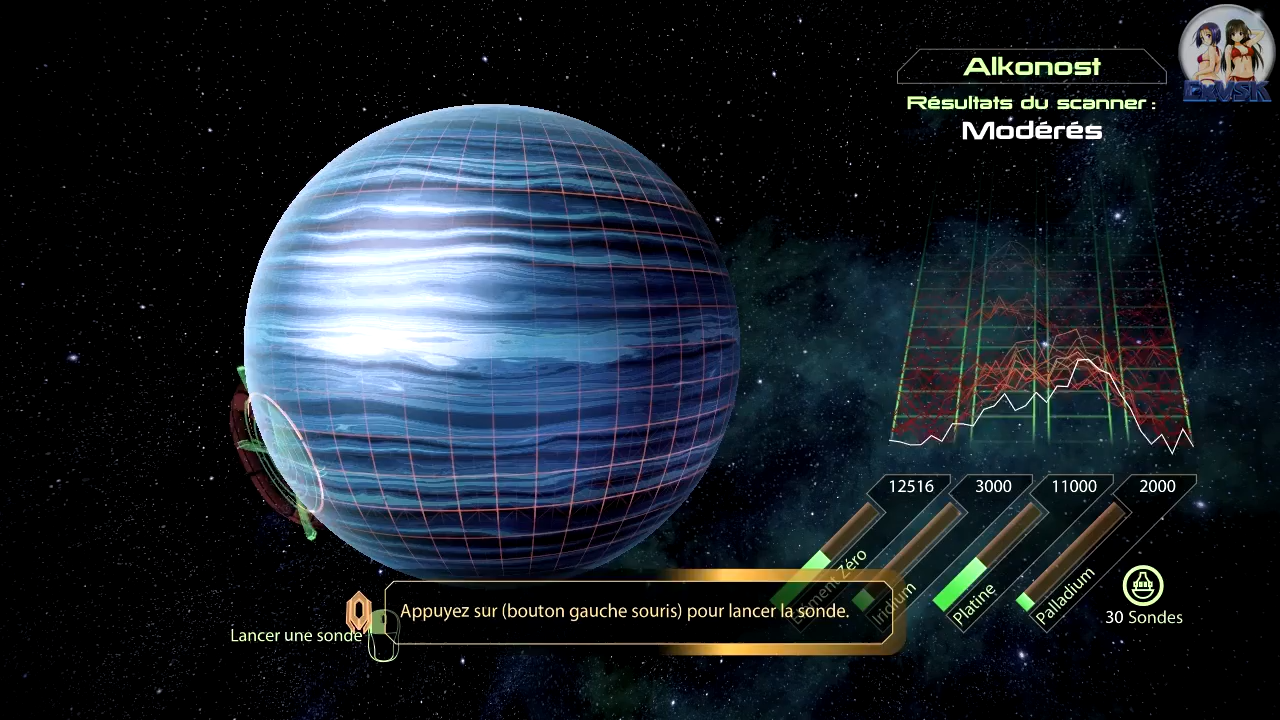 Alkonost
Résultats du scanner :
Modérés
12516 3000 11000 2000
Zéro Iridium Platine Palladium
30 Sondes
Appuyez sur (bouton gauche souris) pour lancer la sonde.
Lancer une sonde